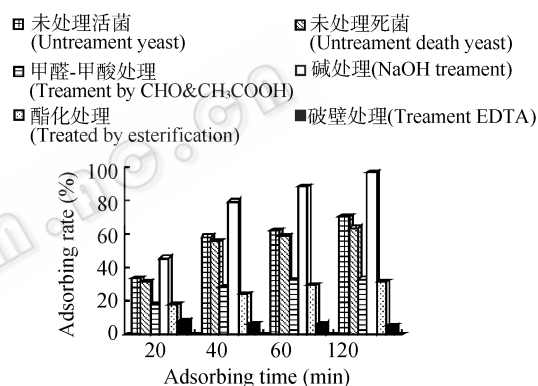 未处理活菌
(Untreament yeast)
未处理死菌
(Untreament death yeast)
甲醛-甲酸处理
(Treament by CHO&CH₃COOH)
碱处理(NaOH treament)
酯化处理
(Treated by esterification)
破壁处理(Treament EDTA)
Adsorbing rate (%)
100
80
60
40
20
0
20 40 60 120
Adsorbing time (min)